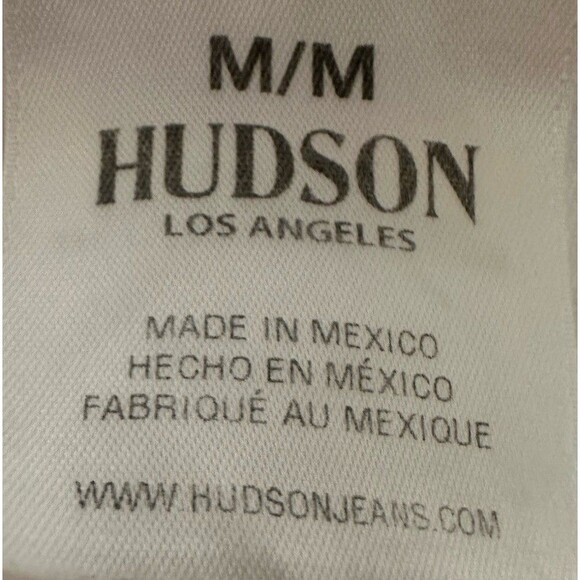 M/M
HUDSON
LOS ANGELES
MADE IN MEXICO
HECHO EN MÉXICO
FABRIQUÉ AU MEXIQUE
WWW.HUDSONJEANS.COM